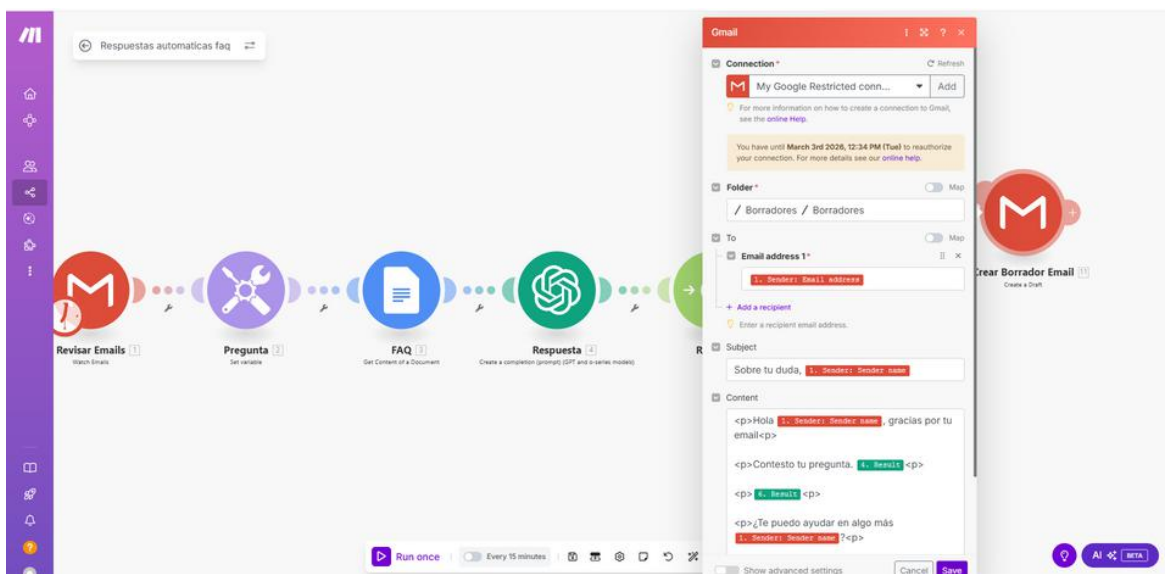 Respuestas automaticas faq
Revisar Emails 1
Watch Emails
Pregunta 2
Set variable
FAQ 3
Get Content of a Document
Respuesta 4
Create a completion (prompt) (GPT and o-series models)
R
Gmail
Connection *
Refresh
My Google Restricted conn...
Add
For more information on how to create a connection to Gmail,
see the online Help.
You have until March 3rd 2026, 12:34 PM (Tue) to reauthorize
your connection. For more details see our online help.
Folder *
Map
/ Borradores / Borradores
To
Map
Email address 1 *
1. Sender: Email address
+ Add a recipient
Enter a recipient email address.
Subject
Sobre tu duda, 1. Sender: Sender name
Content
<p>Hola 1. Sender: Sender name, gracias por tu
email<p>
<p>Contesto tu pregunta. 4. Result <p>
<p> 6. Result <p>
<p>¿Te puedo ayudar en algo más
1. Sender: Sender name ?<p>
Show advanced settings
Cancel
Save
Crear Borrador Email 11
Create a Draft
Run once
Every 15 minutes
AI BETA